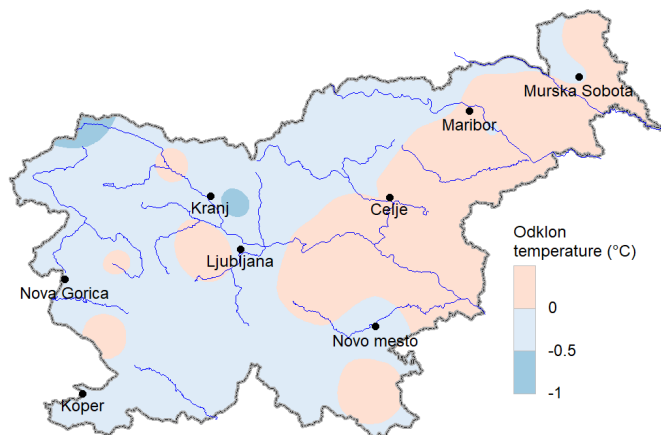 Murska Sobota
Maribor
Kranj
Celje
Ljubljana
Nova Gorica
Novo mesto
Koper
Odklon
temperature (°C)
0
-0.5
-1